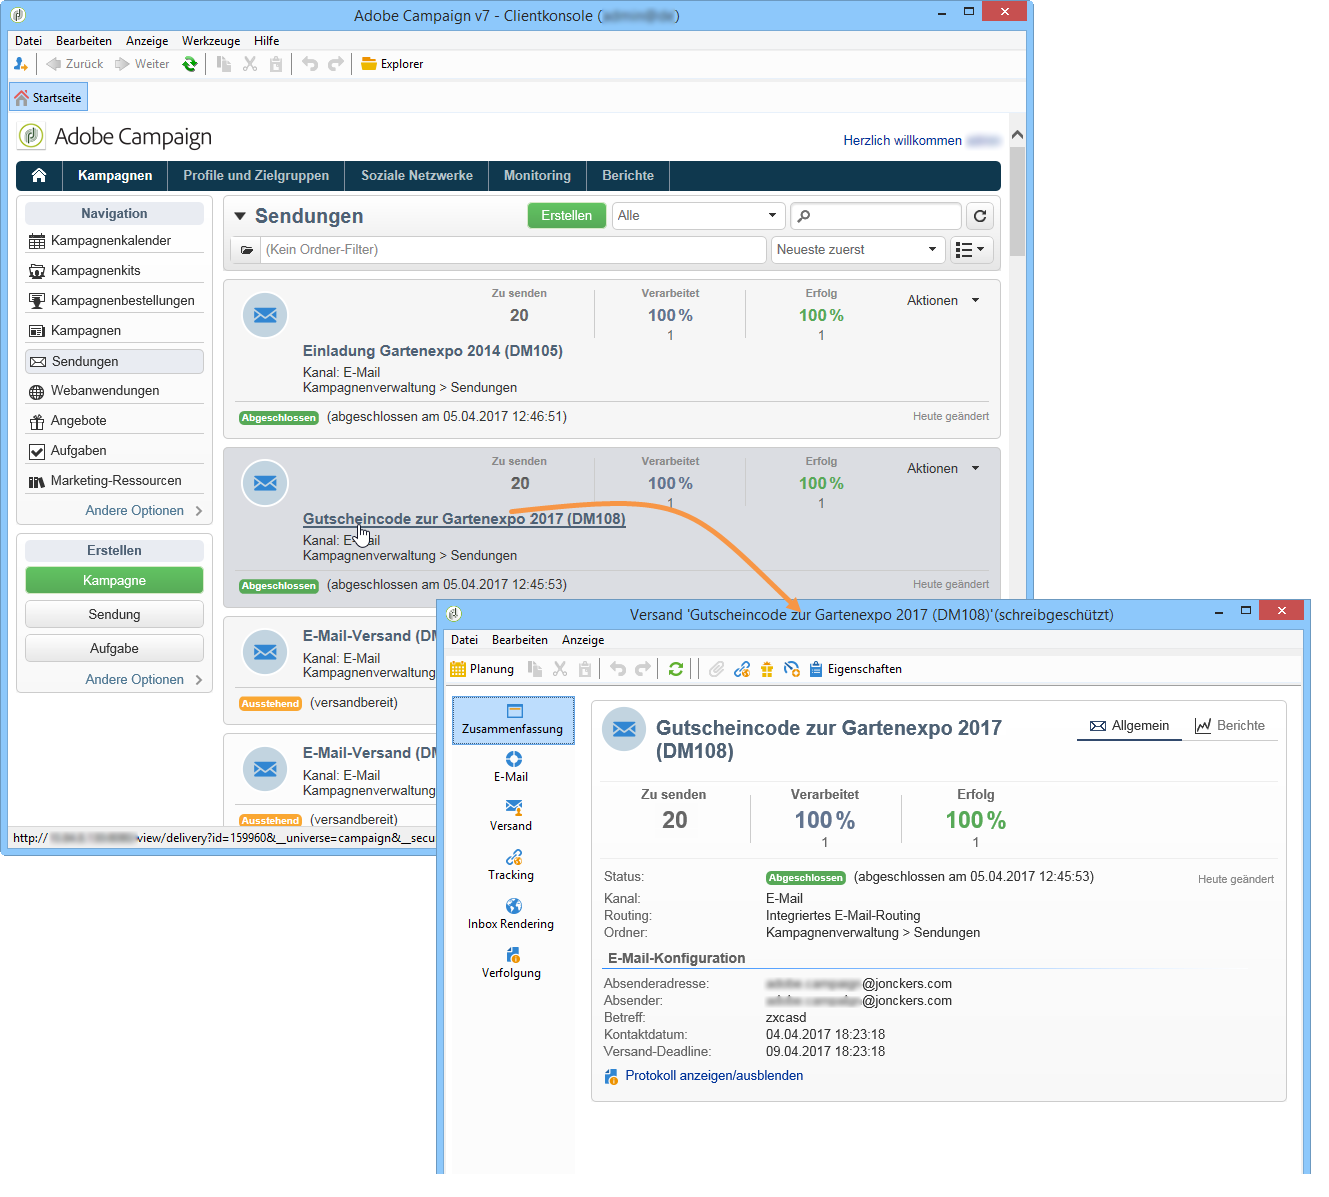 Adobe Campaign v7 - Clientkonsole ( )
Datei Bearbeiten Anzeige Werkzeuge Hilfe
Zurück Weiter Explorer
Startseite
Adobe Campaign
Herzlich willkommen
Kampagnen Profile und Zielgruppen Soziale Netzwerke Monitoring Berichte
Navigation
Kampagnenkalender
Kampagnenkits
Kampagnenbestellungen
Kampagnen
Sendungen
Webanwendungen
Angebote
Aufgaben
Marketing-Ressourcen
Andere Optionen
Erstellen
Kampagne
Sendung
Aufgabe
Andere Optionen
Sendungen Erstellen Alle
(Kein Ordner-Filter) Neueste zuerst
Zu senden Verarbeitet Erfolg
20 100 % 100 % Aktionen
1 1
Einladung Gartenexpo 2014 (DM105)
Kanal: E-Mail
Kampagnenverwaltung > Sendungen
Abgeschlossen (abgeschlossen am 05.04.2017 12:46:51) Heute geändert
Zu senden Verarbeitet Erfolg
20 100 % 100 % Aktionen
1 1
Gutscheincode zur Gartenexpo 2017 (DM108)
Kanal: E-Mail
Kampagnenverwaltung > Sendungen
Abgeschlossen (abgeschlossen am 05.04.2017 12:45:53) Heute geändert
E-Mail-Versand (DM
Kanal: E-Mail
Kampagnenverwaltung
Ausstehend (versandbereit)
E-Mail-Versand (DM
Kanal: E-Mail
Kampagnenverwaltung
Ausstehend (versandbereit)
http:// view/delivery?id=159960&__universe=campaign&__secu
Versand 'Gutscheincode zur Gartenexpo 2017 (DM108)'(schreibgeschützt)
Datei Bearbeiten Anzeige
Planung Eigenschaften
Zusammenfassung
E-Mail
Versand
Tracking
Inbox Rendering
Verfolgung
Gutscheincode zur Gartenexpo 2017
(DM108)
Allgemein Berichte
Zu senden Verarbeitet Erfolg
20 100 % 100 %
1 1
Status: Abgeschlossen (abgeschlossen am 05.04.2017 12:45:53) Heute geändert
Kanal: E-Mail
Routing: Integriertes E-Mail-Routing
Ordner: Kampagnenverwaltung > Sendungen
E-Mail-Konfiguration
Absenderadresse: @jonckers.com
Absender: @jonckers.com
Betreff: zxcasd
Kontaktdatum: 04.04.2017 18:23:18
Versand-Deadline: 09.04.2017 18:23:18
Protokoll anzeigen/ausblenden